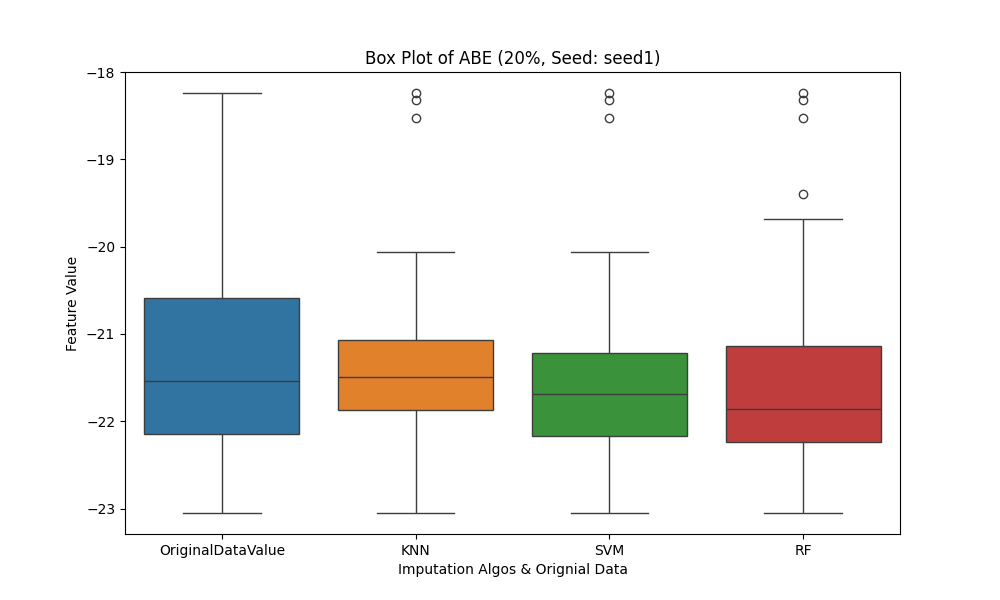 Box Plot of ABE (20%, Seed: seed1)
−18
−19
−20
−21
−22
−23
Feature Value
OriginalDataValue KNN SVM RF
Imputation Algos & Orignial Data